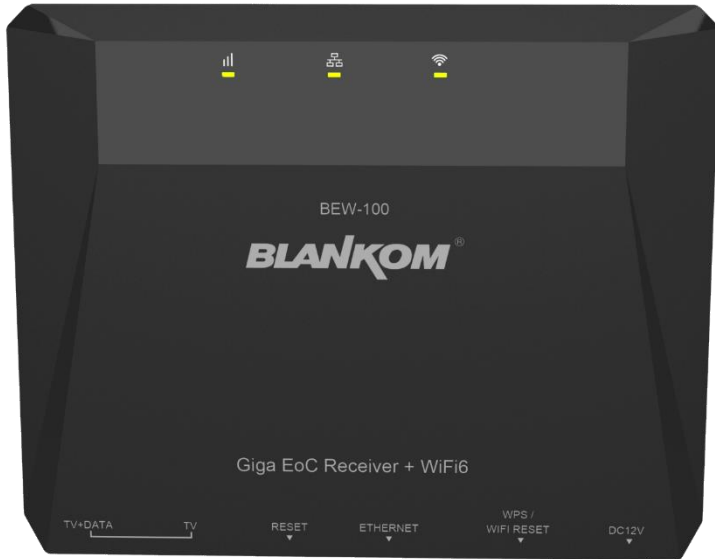 BEW-100
BLANKOM®
Giga EoC Receiver + WiFi6
TV+DATA TV RESET ETHERNET WPS / WIFI RESET DC12V